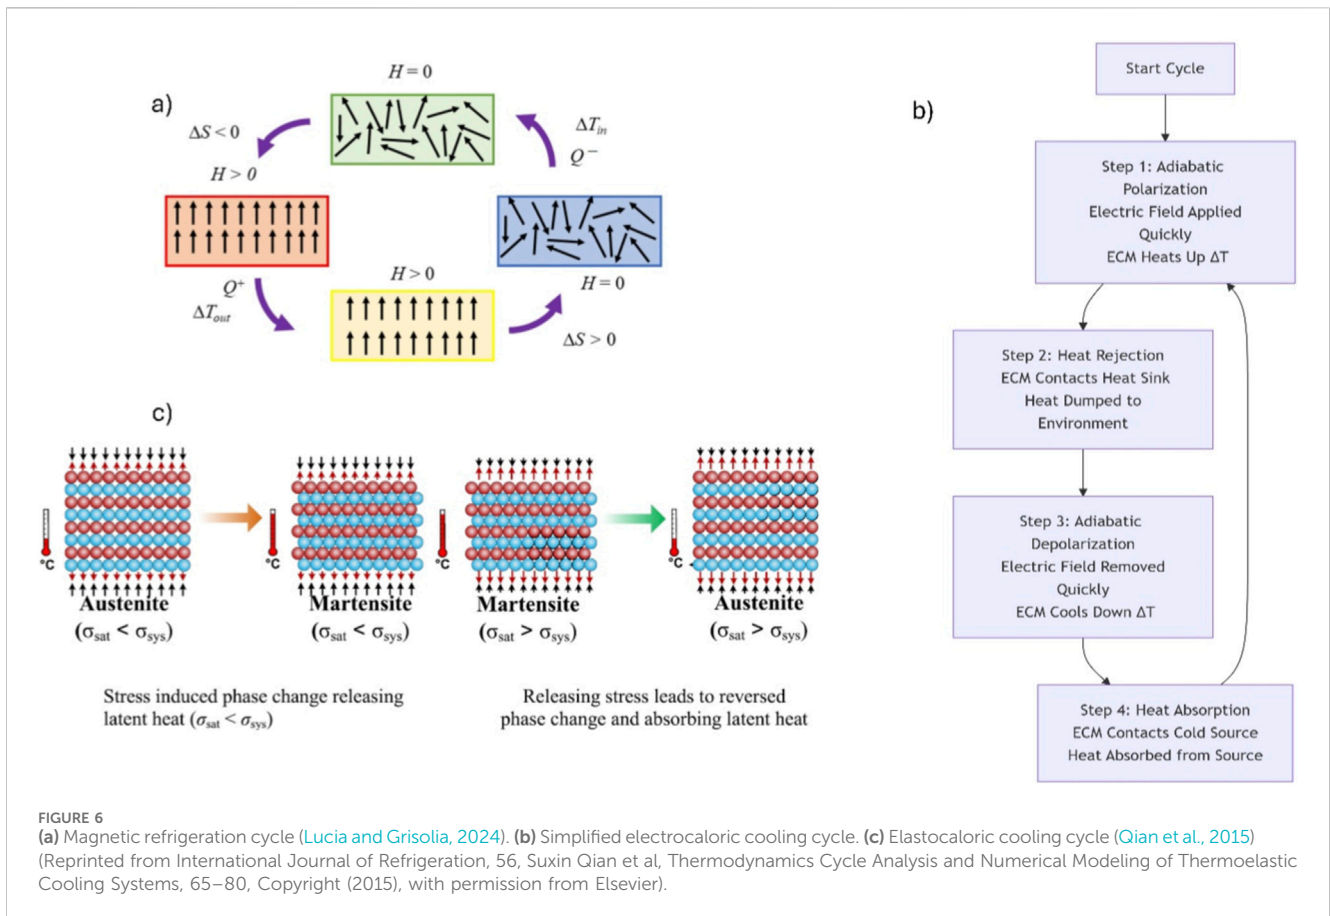 a)
H = 0
ΔS < 0
H > 0
Q⁺
ΔT_out
H > 0
ΔS > 0
H = 0
ΔT_in
Q⁻
b)
Start Cycle
Step 1: Adiabatic
Polarization
Electric Field Applied
Quickly
ECM Heats Up ΔT
Step 2: Heat Rejection
ECM Contacts Heat Sink
Heat Dumped to
Environment
Step 3: Adiabatic
Depolarization
Electric Field Removed
Quickly
ECM Cools Down ΔT
Step 4: Heat Absorption
ECM Contacts Cold Source
Heat Absorbed from Source
c)
°C
Austenite
(σsat < σsys)
°C
Martensite
(σsat < σsys)
°C
Martensite
(σsat > σsys)
°C
Austenite
(σsat > σsys)
Stress induced phase change releasing
latent heat (σsat < σsys)
Releasing stress leads to reversed
phase change and absorbing latent heat
FIGURE 6
(a) Magnetic refrigeration cycle (Lucia and Grisolia, 2024). (b) Simplified electrocaloric cooling cycle. (c) Elastocaloric cooling cycle (Qian et al., 2015)
(Reprinted from International Journal of Refrigeration, 56, Suxin Qian et al, Thermodynamics Cycle Analysis and Numerical Modeling of Thermoelastic
Cooling Systems, 65–80, Copyright (2015), with permission from Elsevier).